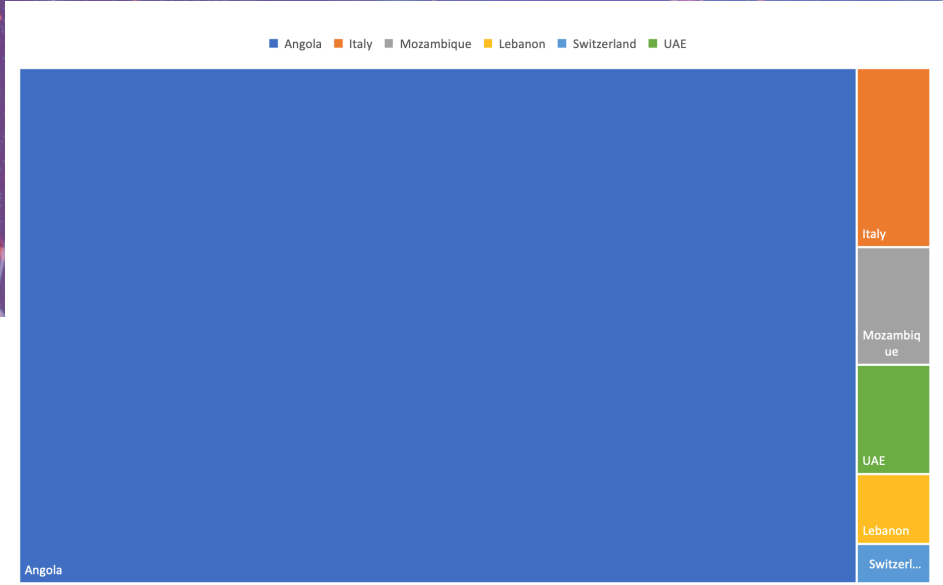 Angola Italy Mozambique Lebanon Switzerland UAE
Italy
Mozambiq
ue
UAE
Lebanon
Switzerl...
Angola